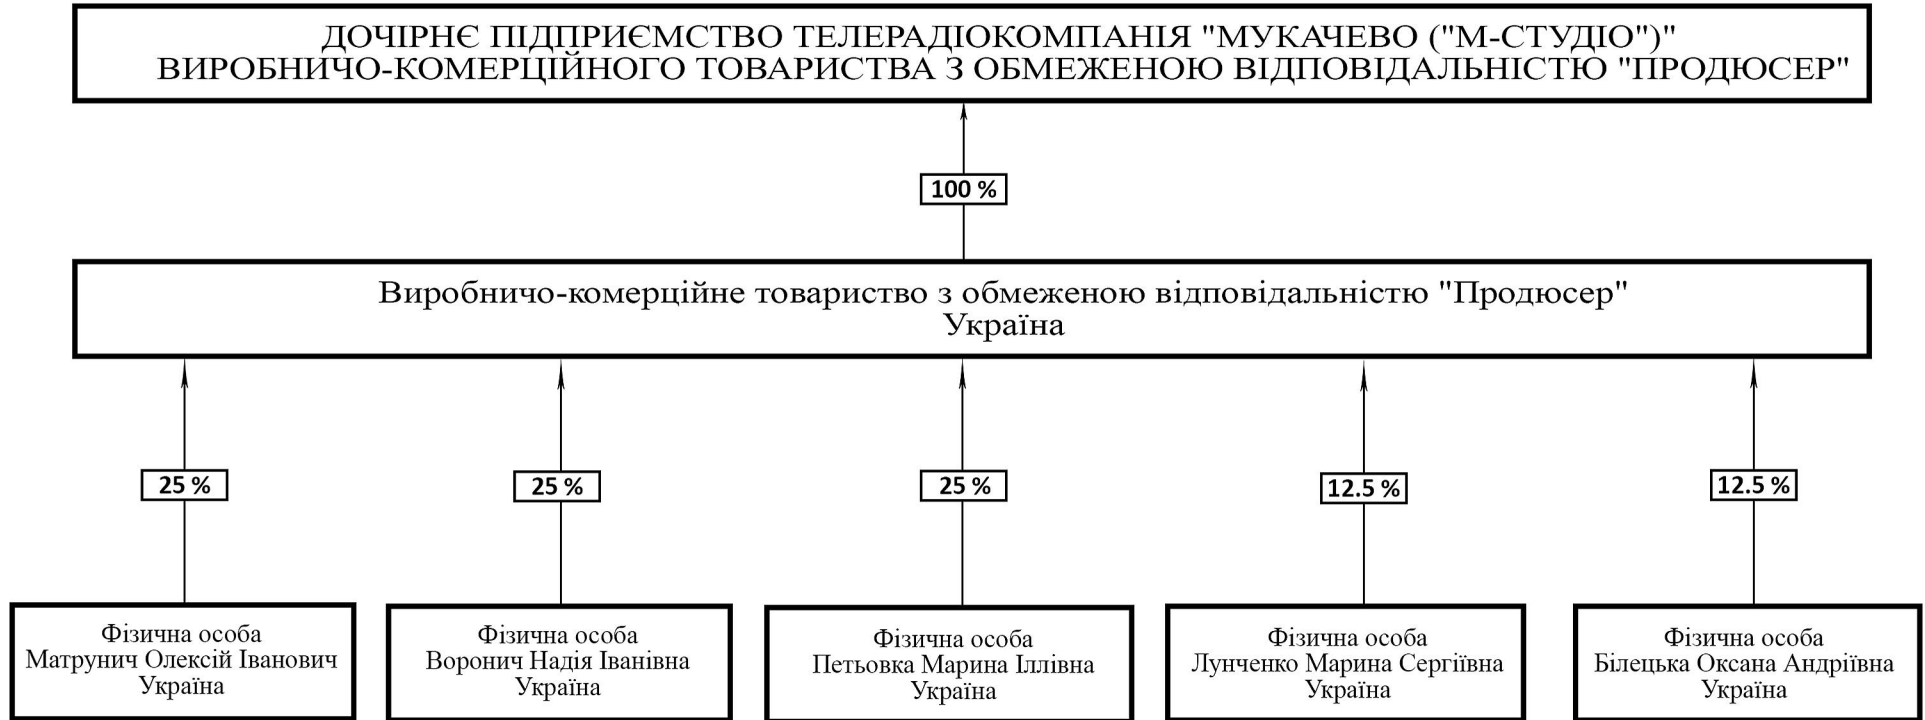 ДОЧІРНЄ ПІДПРИЄМСТВО ТЕЛЕРАДІОКОМПАНІЯ "МУКАЧЕВО ("М-СТУДІО")"
ВИРОБНИЧО-КОМЕРЦІЙНОГО ТОВАРИСТВА З ОБМЕЖЕНОЮ ВІДПОВІДАЛЬНІСТЮ "ПРОДЮСЕР"
100 %
Виробничо-комерційне товариство з обмеженою відповідальністю "Продюсер"
Україна
25 %
25 %
25 %
12.5 %
12.5 %
Фізична особа
Матрунич Олексій Іванович
Україна
Фізична особа
Воронич Надія Іванівна
Україна
Фізична особа
Петьовка Марина Іллівна
Україна
Фізична особа
Лунченко Марина Сергіївна
Україна
Фізична особа
Білецька Оксана Андріївна
Україна